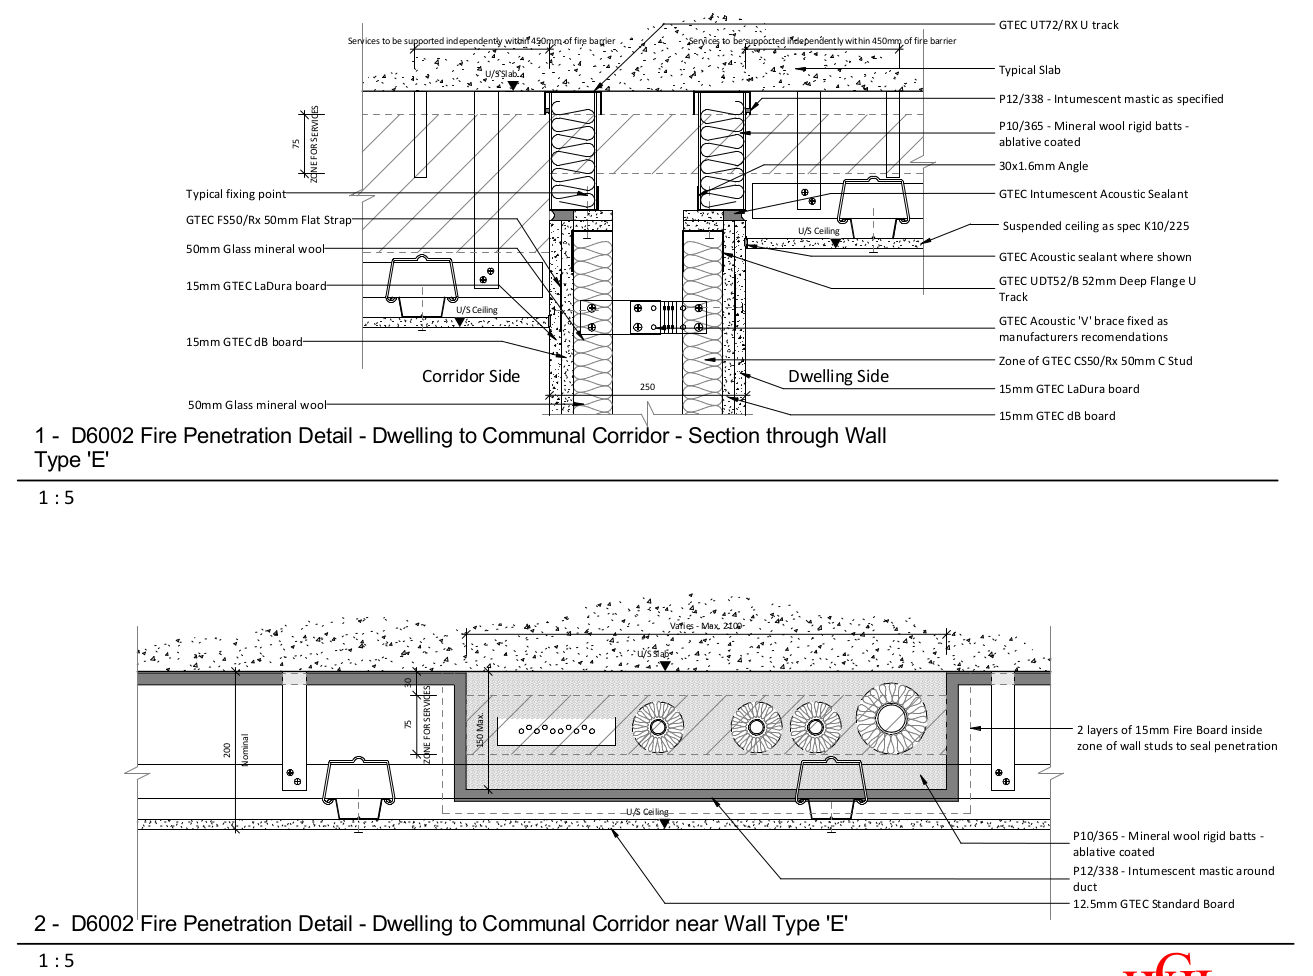 GTEC UT72/RX U track
Services to be supported independently within 450mm of fire barrier
Services to be supported independently within 450mm of fire barrier
U/S Slab
Typical Slab
P12/338 - Intumescent mastic as specified
P10/365 - Mineral wool rigid batts -
ablative coated
75
ZONE FOR SERVICES
30x1.6mm Angle
Typical fixing point
GTEC Intumescent Acoustic Sealant
GTEC FS50/Rx 50mm Flat Strap
Suspended ceiling as spec K10/225
U/S Ceiling
50mm Glass mineral wool
GTEC Acoustic sealant where shown
15mm GTEC LaDura board
GTEC UDT52/B 52mm Deep Flange U
Track
U/S Ceiling
GTEC Acoustic 'V' brace fixed as
manufacturers recomendations
15mm GTEC dB board
Zone of GTEC CS50/Rx 50mm C Stud
Corridor Side
Dwelling Side
250
15mm GTEC LaDura board
50mm Glass mineral wool
15mm GTEC dB board
1 - D6002 Fire Penetration Detail - Dwelling to Communal Corridor - Section through Wall
Type 'E'
1 : 5
Varies - Max. 2100
U/S Slab
30
75
ZONE FOR SERVICES
150 Max.
200
Nominal
2 layers of 15mm Fire Board inside
zone of wall studs to seal penetration
U/S Ceiling
P10/365 - Mineral wool rigid batts -
ablative coated
P12/338 - Intumescent mastic around
duct
12.5mm GTEC Standard Board
2 - D6002 Fire Penetration Detail - Dwelling to Communal Corridor near Wall Type 'E'
1 : 5